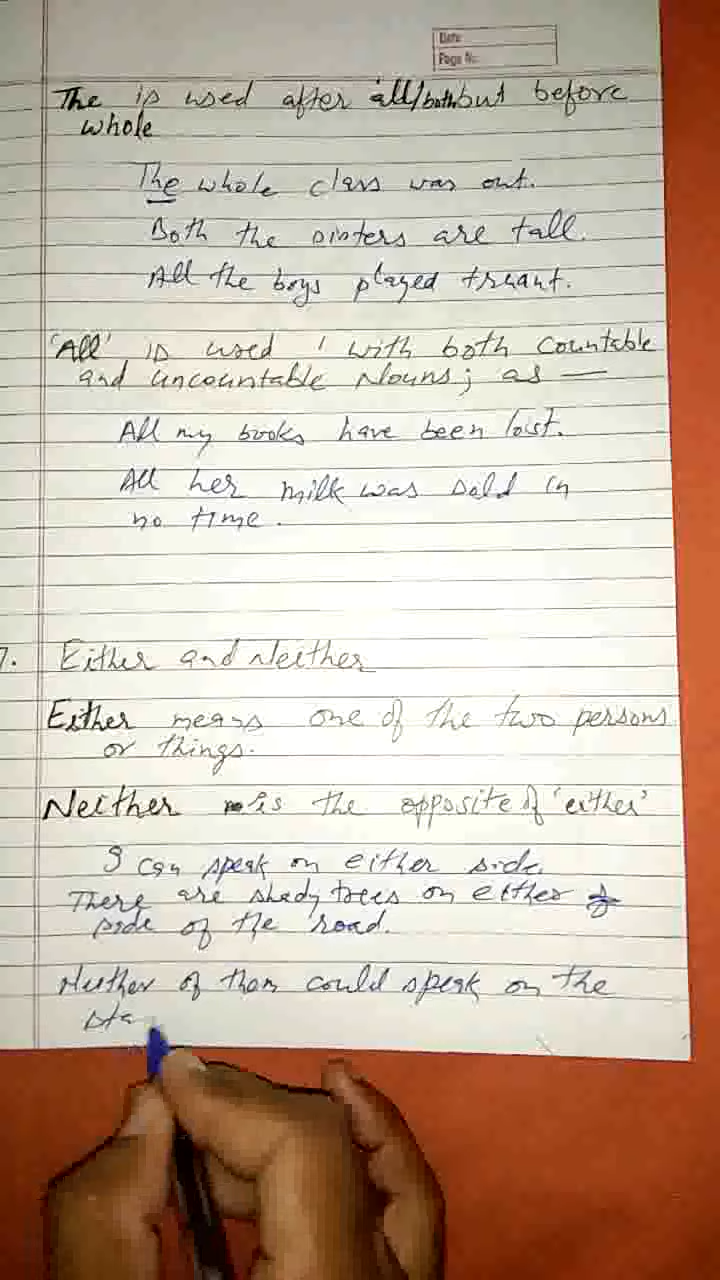 Date
Page No.
The is used after all/both but before
whole
The whole class was out.
Both the sisters are tall.
All the boys played truant.
'All' is used with both countable
and uncountable Nouns; as —
All my books have been lost.
All her milk was sold in
no time.
7. Either and Neither
Either means one of the two persons
or things.
Neither is the opposite of 'either'
I can speak on either side.
There are shady trees on either
side of the road.
Neither of them could speak on the
sta